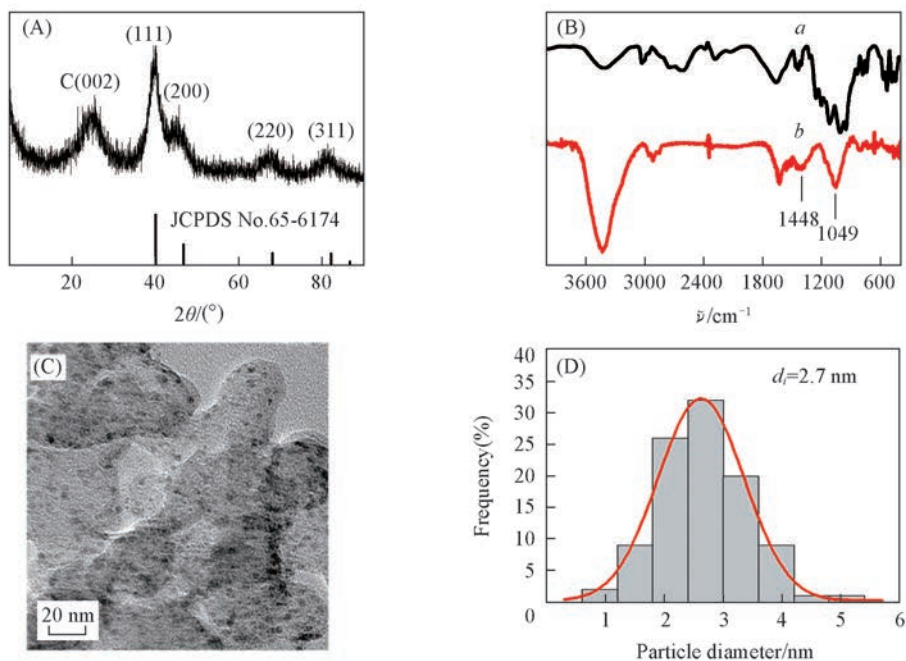 (A)
(111)
C(002)
(200)
(220)
(311)
JCPDS No.65-6174
20 40 60 80
2θ/(°)
(B)
a
b
1448
1049
3600 3000 2400 1800 1200 600
ṽ/cm⁻¹
(C)
20 nm
(D)
dᵢ=2.7 nm
40
35
30
25
20
15
10
5
0
Frequency(%)
1 2 3 4 5 6
Particle diameter/nm